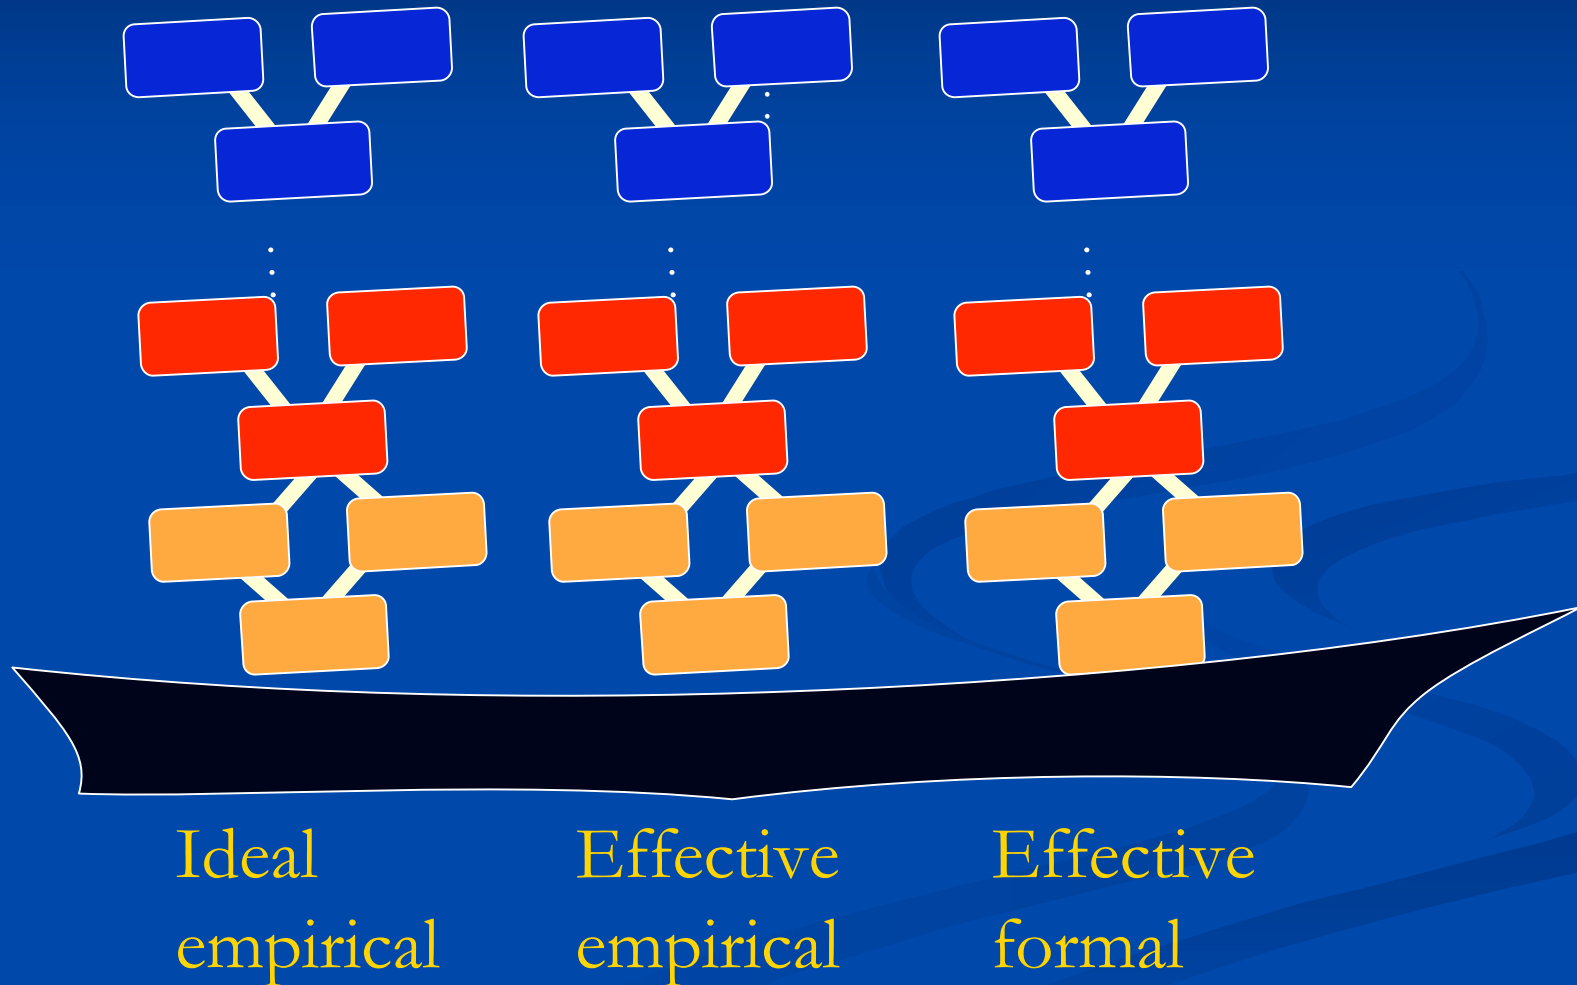 Ideal
empirical
Effective
empirical
Effective
formal